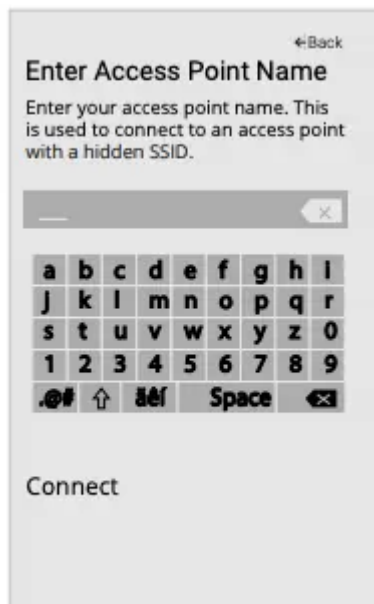 ←Back
Enter Access Point Name
Enter your access point name. This
is used to connect to an access point
with a hidden SSID.
a b c d e f g h i
j k l m n o p q r
s t u v w x y z 0
1 2 3 4 5 6 7 8 9
.@# ⇧ äêí Space ⌫
Connect